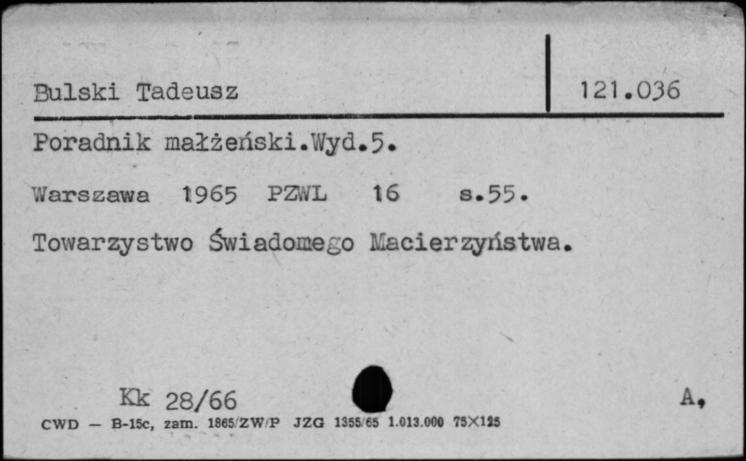 Bulski Tadeusz 121.036
Poradnik małżeński.Wyd.5.
Warszawa 1965 PZWL 16 s.55.
Towarzystwo Świadomego Macierzyństwa.
Kk 28/66 A.
CWD — B-15c, zam. 1865/ZW/P JZG 1355/65 1.013.000 75X125